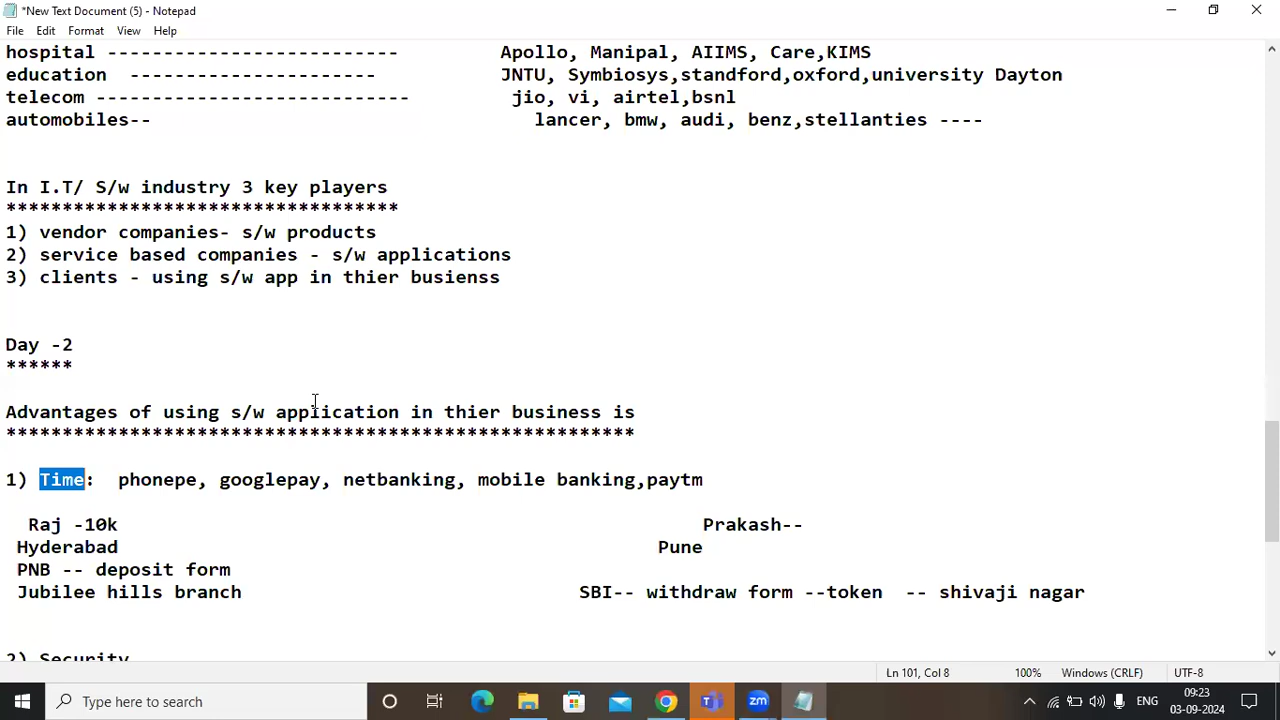 *New Text Document (5) - Notepad
File Edit Format View Help
hospital -------------------------- Apollo, Manipal, AIIMS, Care,KIMS
education ---------------------- JNTU, Symbiosys,standford,oxford,university Dayton
telecom ---------------------------- jio, vi, airtel,bsnl
automobiles-- lancer, bmw, audi, benz,stellanties ----
In I.T/ S/w industry 3 key players
***********************************
1) vendor companies- s/w products
2) service based companies - s/w applications
3) clients - using s/w app in thier busienss
Day -2
******
Advantages of using s/w application in thier business is
********************************************************
1) Time: phonepe, googlepay, netbanking, mobile banking,paytm
Raj -10k Prakash--
Hyderabad Pune
PNB -- deposit form
Jubilee hills branch SBI-- withdraw form --token -- shivaji nagar
2) Security
Ln 101, Col 8 100% Windows (CRLF) UTF-8
Type here to search
ENG
09:23
03-09-2024